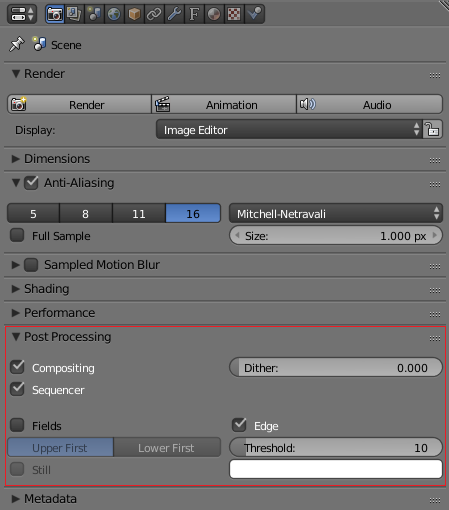 Scene
Render
Render Animation Audio
Display: Image Editor
Dimensions
Anti-Aliasing
5 8 11 16 Mitchell-Netravali
Full Sample Size: 1.000 px
Sampled Motion Blur
Shading
Performance
Post Processing
Compositing Dither: 0.000
Sequencer
Fields Edge
Upper First Lower First Threshold: 10
Still
Metadata